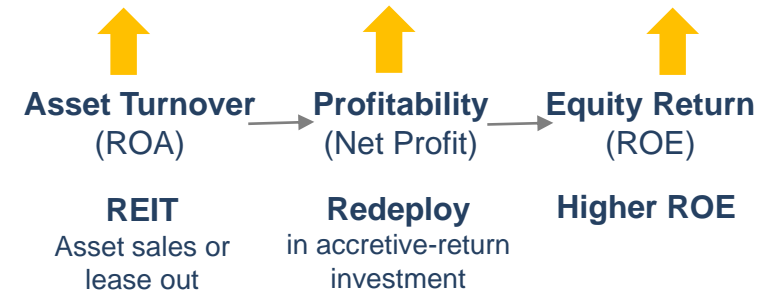 Asset Turnover
(ROA)
Profitability
(Net Profit)
Equity Return
(ROE)
REIT
Asset sales or
lease out
Redeploy
in accretive-return
investment
Higher ROE